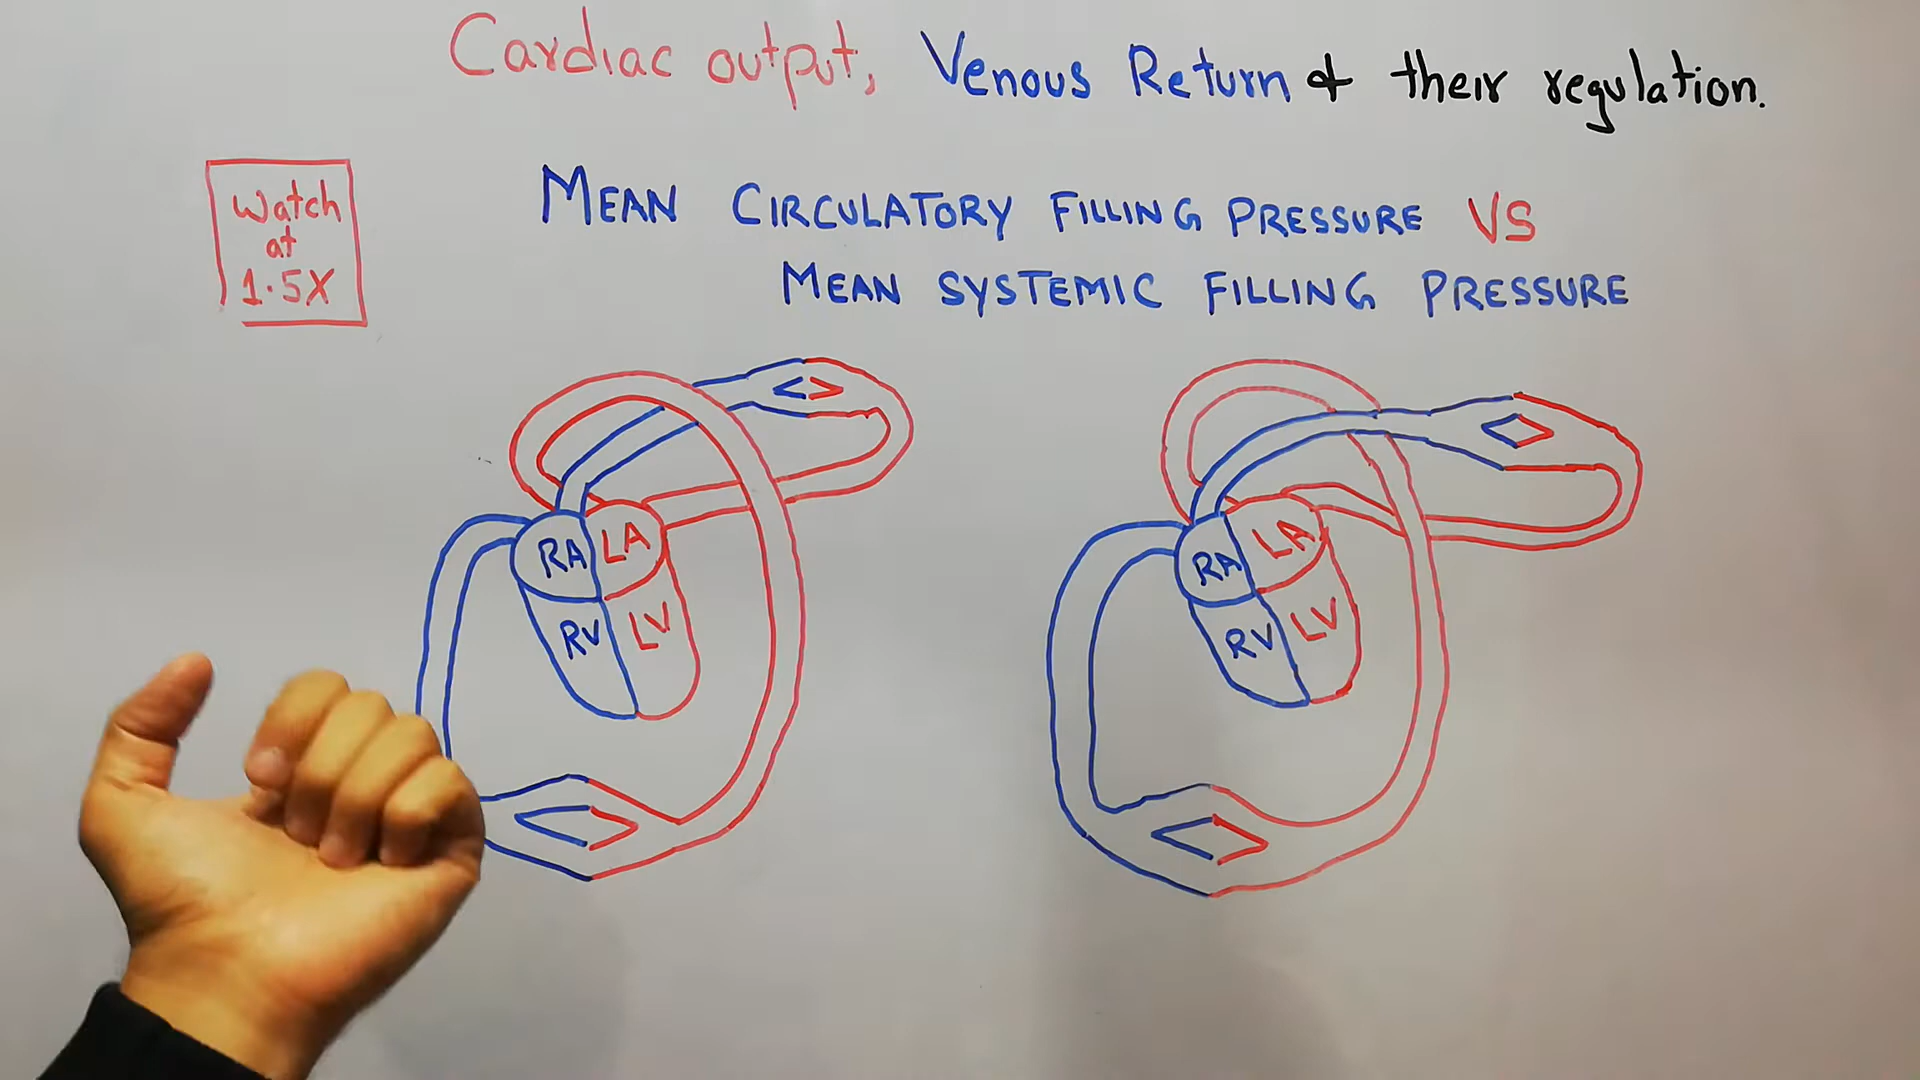 Cardiac output, Venous Return & their regulation.
Watch
at
1.5X
MEAN CIRCULATORY FILLING PRESSURE VS
MEAN SYSTEMIC FILLING PRESSURE
RA LA
RV LV
RA LA
RV LV